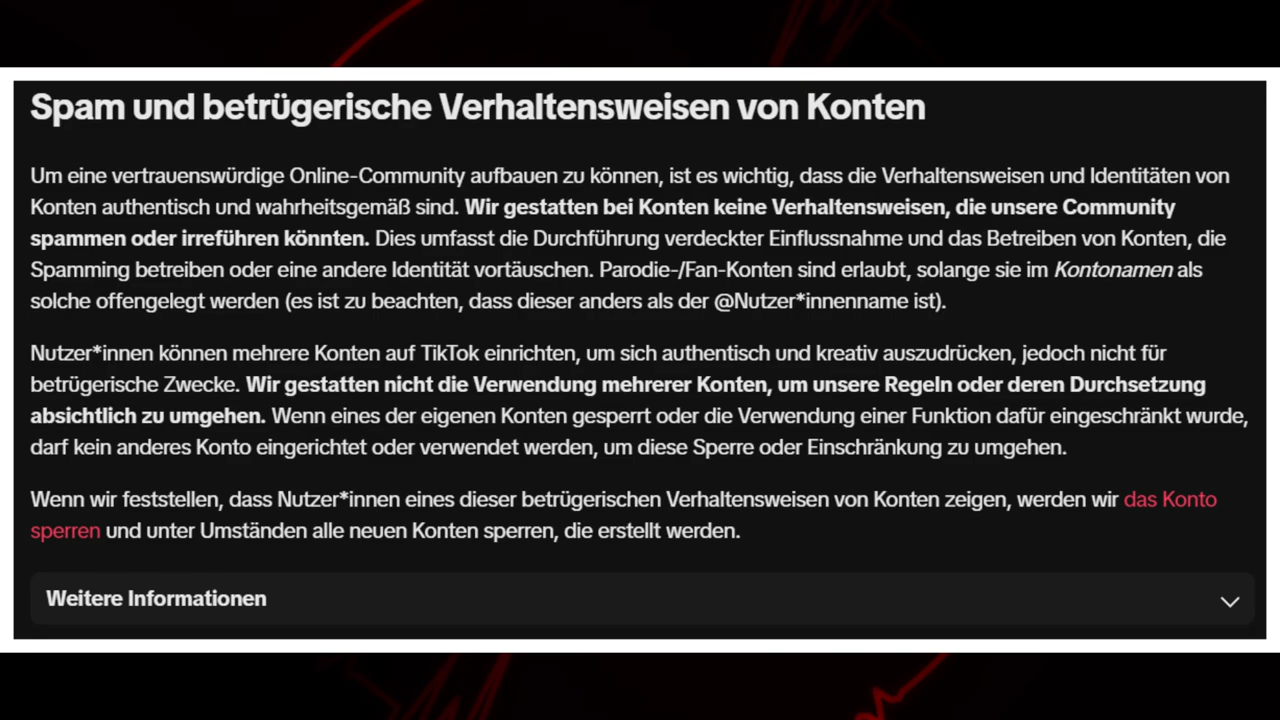 Spam und betrügerische Verhaltensweisen von Konten
Um eine vertrauenswürdige Online-Community aufbauen zu können, ist es wichtig, dass die Verhaltensweisen und Identitäten von
Konten authentisch und wahrheitsgemäß sind. Wir gestatten bei Konten keine Verhaltensweisen, die unsere Community
spammen oder irreführen könnten. Dies umfasst die Durchführung verdeckter Einflussnahme und das Betreiben von Konten, die
Spamming betreiben oder eine andere Identität vortäuschen. Parodie-/Fan-Konten sind erlaubt, solange sie im Kontonamen als
solche offengelegt werden (es ist zu beachten, dass dieser anders als der @Nutzer*innenname ist).
Nutzer*innen können mehrere Konten auf TikTok einrichten, um sich authentisch und kreativ auszudrücken, jedoch nicht für
betrügerische Zwecke. Wir gestatten nicht die Verwendung mehrerer Konten, um unsere Regeln oder deren Durchsetzung
absichtlich zu umgehen. Wenn eines der eigenen Konten gesperrt oder die Verwendung einer Funktion dafür eingeschränkt wurde,
darf kein anderes Konto eingerichtet oder verwendet werden, um diese Sperre oder Einschränkung zu umgehen.
Wenn wir feststellen, dass Nutzer*innen eines dieser betrügerischen Verhaltensweisen von Konten zeigen, werden wir das Konto
sperren und unter Umständen alle neuen Konten sperren, die erstellt werden.
Weitere Informationen